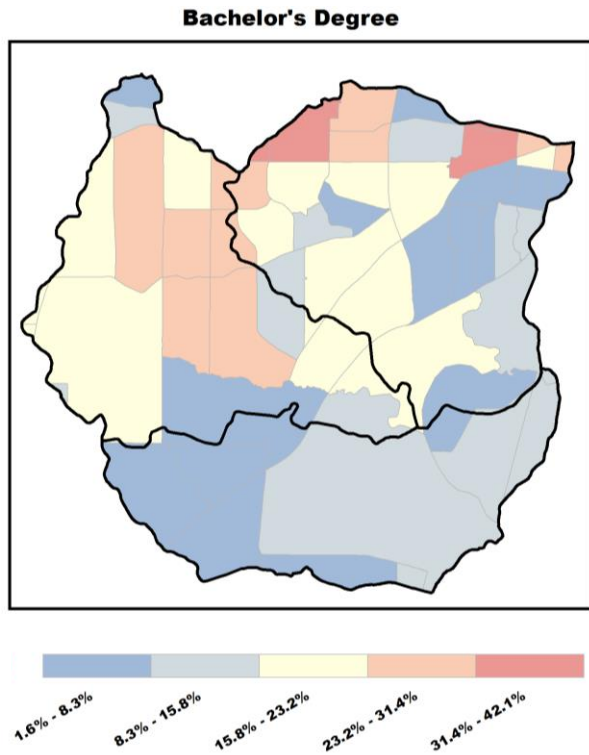 Bachelor's Degree
1.6% - 8.3%
8.3% - 15.8%
15.8% - 23.2%
23.2% - 31.4%
31.4% - 42.1%